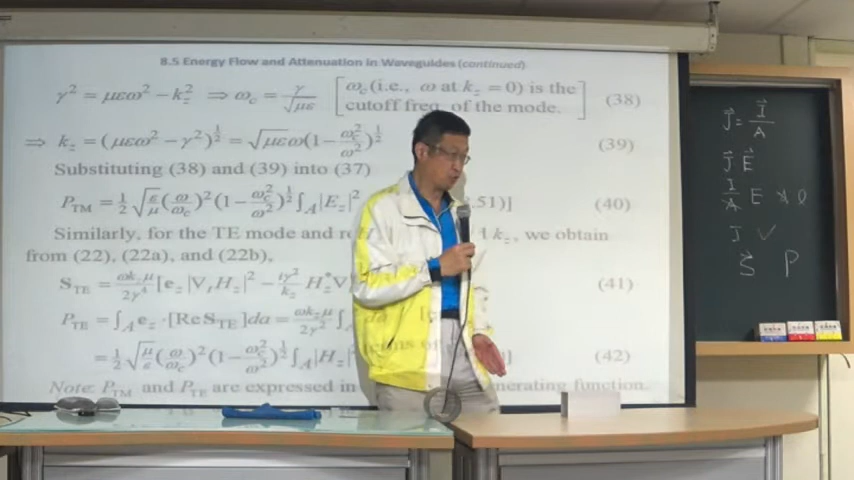 8.5 Energy Flow and Attenuation in Waveguides (continued)
γ² = μεω² − k_z² ⇒ ω_c = γ/√(με) [ω_c (i.e., ω at k_z = 0) is the cutoff freq. of the mode.] (38)
⇒ k_z = (μεω² − γ²)^{1/2} = √(με)ω(1 − ω_c²/ω²)^{1/2} (39)
Substituting (38) and (39) into (37)
P_TM = ½ √(ε/μ) (ω/ω_c)² (1 − ω_c²/ω²)^{1/2} ∫_A |E_z|² .51)] (40)
Similarly, for the TE mode and k_z, we obtain
from (22), (22a), and (22b),
S_TE = ωk_zμ/2γ⁴ [e_z |∇_t H_z|² − iγ²/k_z H_z* ∇ (41)
P_TE = ∫_A e_z · [Re S_TE] da = ωk_zμ/2γ² ∫
= ½ √(μ/ε) (ω/ω_c)² (1 − ω_c²/ω²)^{1/2} ∫_A |H_z|² (42)
Note: P_TM and P_TE are expressed in generating function.
J⃗ = I⃗/A
J⃗ E⃗
I/A E A ℓ
J ✓
S⃗ P